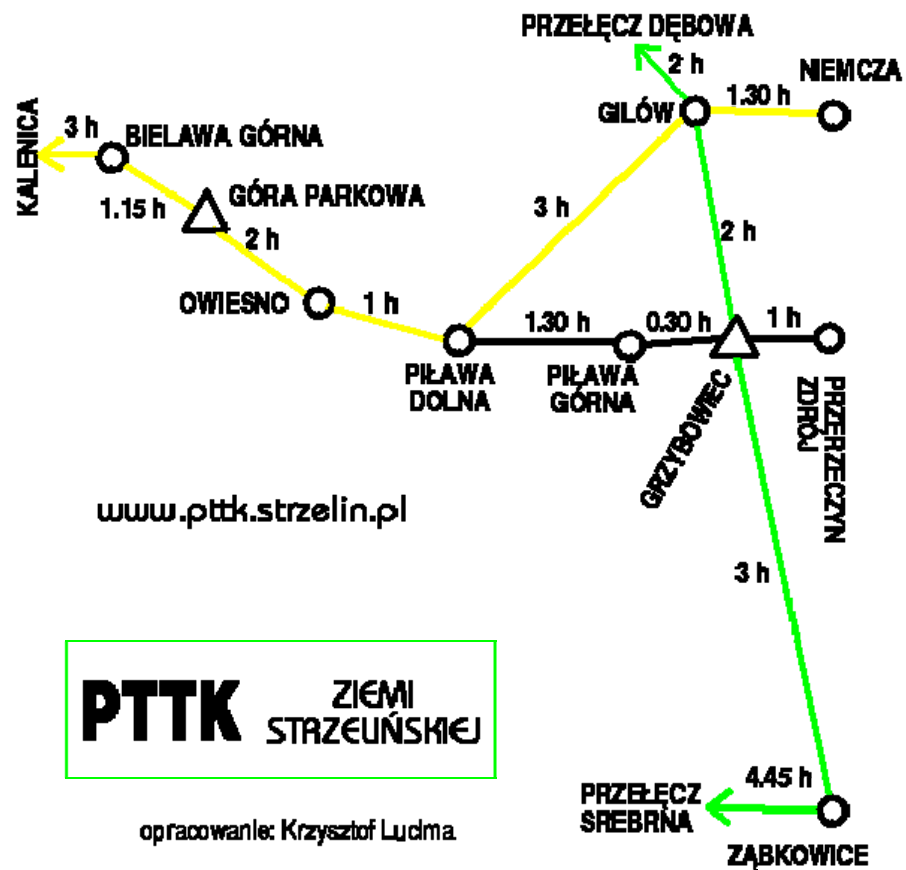 PRZEŁĘCZ DĘBOWA
2 h
NIEMCZA
GILÓW
1.30 h
KALENICA
3 h
BIELAWA GÓRNA
1.15 h
GÓRA PARKOWA
2 h
3 h
2 h
OWIESNO
1 h
1.30 h
0.30 h
1 h
PIŁAWA
DOLNA
PIŁAWA
GÓRNA
GRZYBOWIEC
PRZERZECZYN
ZDRÓJ
www.pttk.strzelin.pl
3 h
PTTK
ZIEMI
STRZELIŃSKIEJ
4.45 h
PRZEŁĘCZ
SREBRNA
opracowanie: Krzysztof Lucima
ZĄBKOWICE